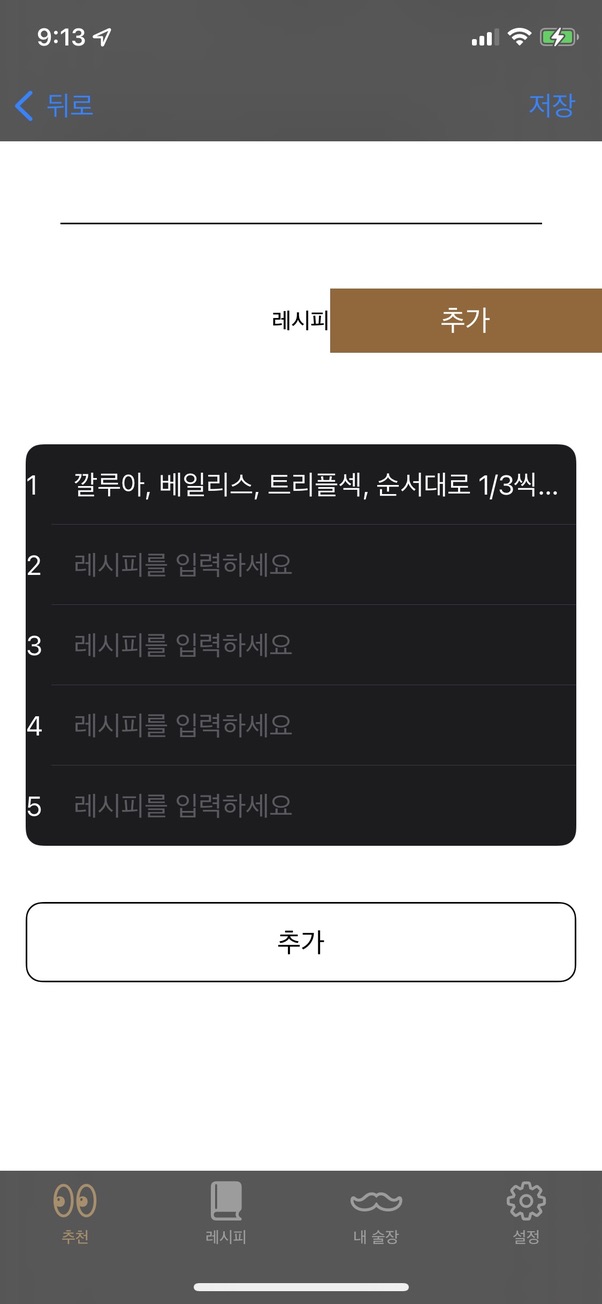 9:13
뒤로
저장
레시피
추가
1 깔루아, 베일리스, 트리플섹, 순서대로 1/3씩...
2 레시피를 입력하세요
3 레시피를 입력하세요
4 레시피를 입력하세요
5 레시피를 입력하세요
추가
추천
레시피
내 술장
설정